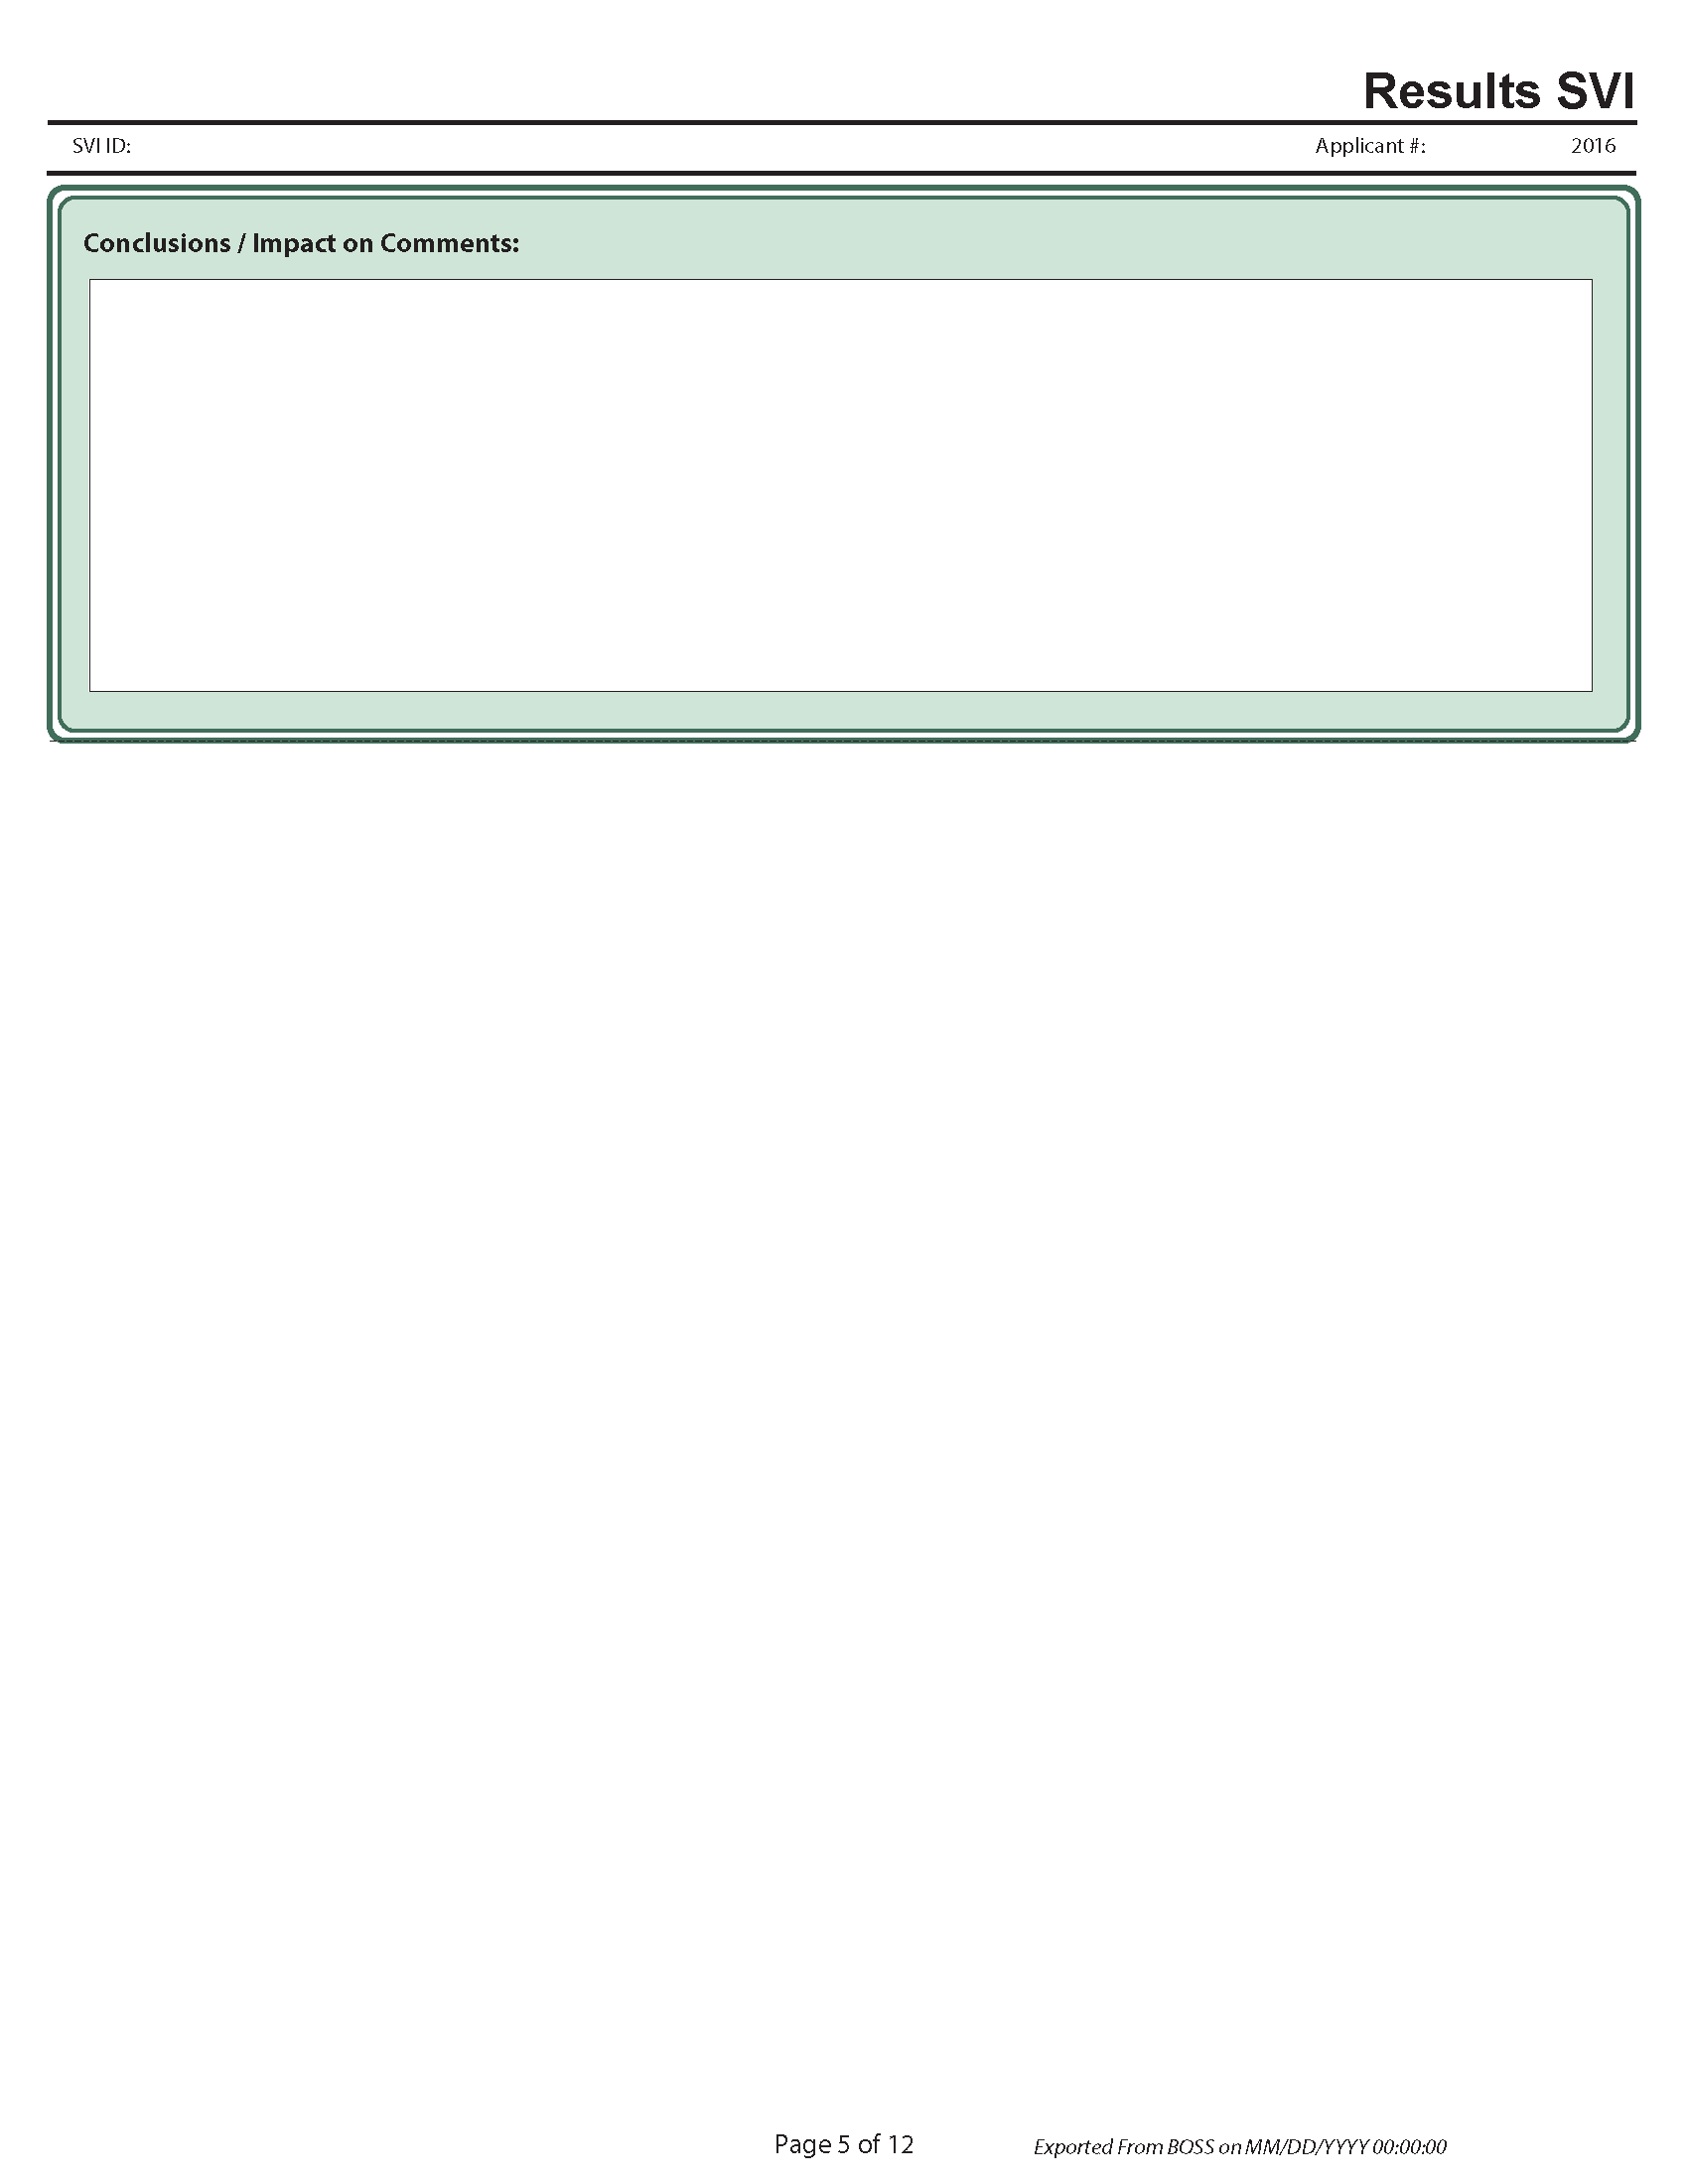 Results SVI
SVI ID: Applicant #: 2016
Conclusions / Impact on Comments:
Page 5 of 12 Exported From BOSS on MM/DD/YYYY 00:00:00